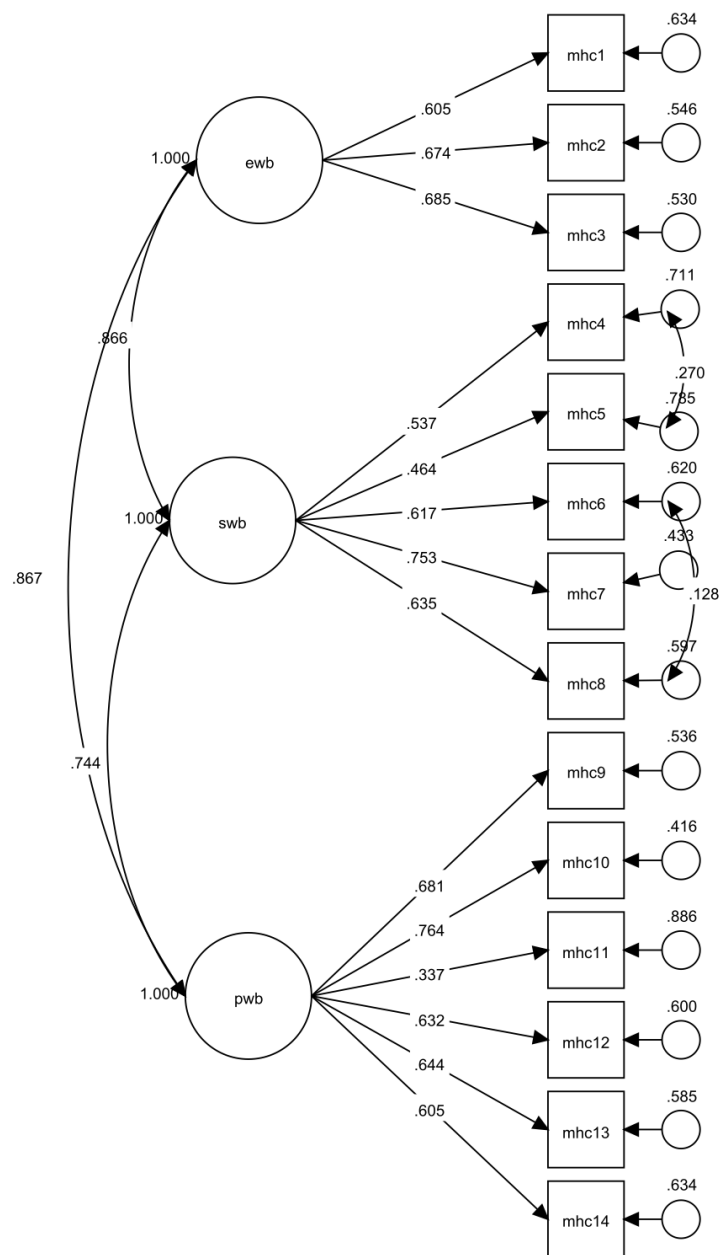 .634
mhc1
.605
.546
1.000
ewb
.674
mhc2
.685
.530
mhc3
.711
mhc4
.866
.270
.785
mhc5
.537
.464
.620
mhc6
1.000
swb
.617
.433
.753
mhc7
.867
.128
.635
.597
mhc8
.536
.744
mhc9
.416
mhc10
.681
.764
.886
mhc11
.337
1.000
pwb
.600
.632
mhc12
.644
.585
.605
mhc13
.634
mhc14